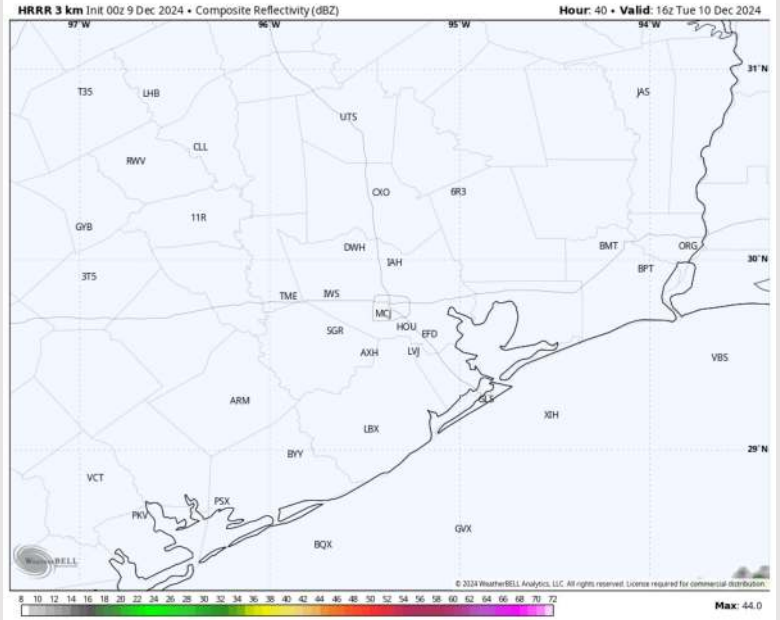 HRRR 3 km Init 00z 9 Dec 2024 • Composite Reflectivity (dBZ) Hour: 40 • Valid: 16z Tue 10 Dec 2024
97°W 96°W 95°W 94°W
31°N
T35 LHB JAS
UTS
CLL
RWV
CXO 6R3
11R
GYB
DWH BMT ORG
IAH 30°N
3T5 BPT
TME IWS
MCJ
SGR HOU EFD
AXH LVJ VBS
GLS
ARM XIH
LBX
BYY 29°N
VCT
PSX
PKV
GVX
BQX
WeatherBELL
© 2024 WeatherBELL Analytics, LLC. All rights reserved. License required for commercial distribution.
8 10 12 14 16 18 20 22 24 26 28 30 32 34 36 38 40 42 44 46 48 50 52 54 56 58 60 62 64 66 68 70 72 Max: 44.0